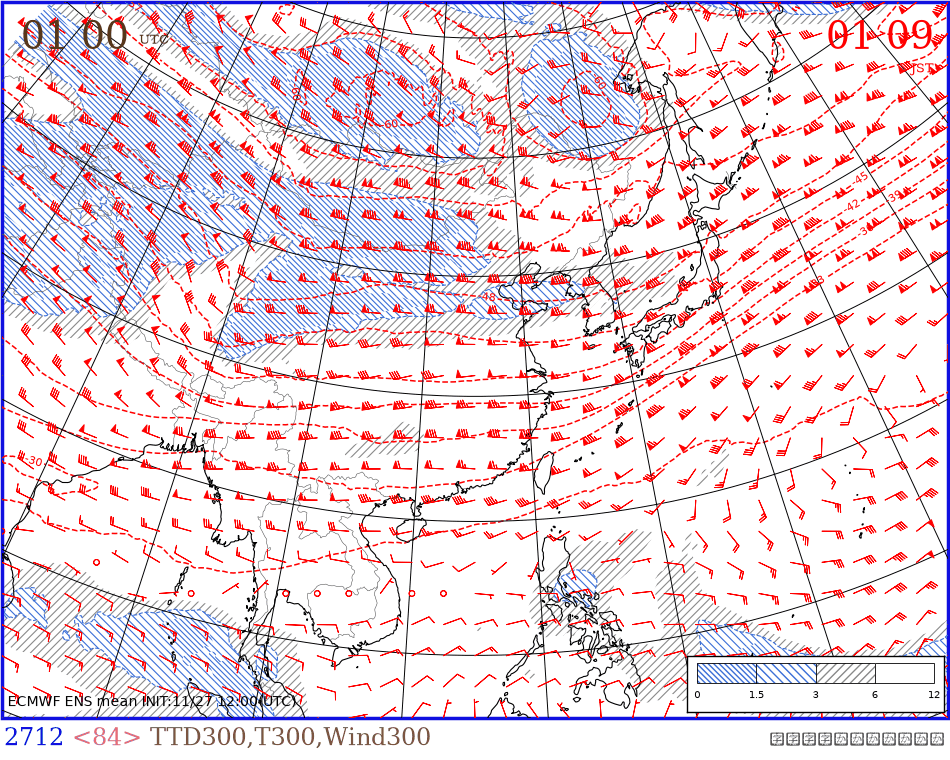 01 00 UTC
01 09 JST
-60
-45
-42
-39
-48
-30
ECMWF ENS mean INIT:11/27 12:00(UTC)
0 1.5 3 6 12
2712 <84> TTD300,T300,Wind300